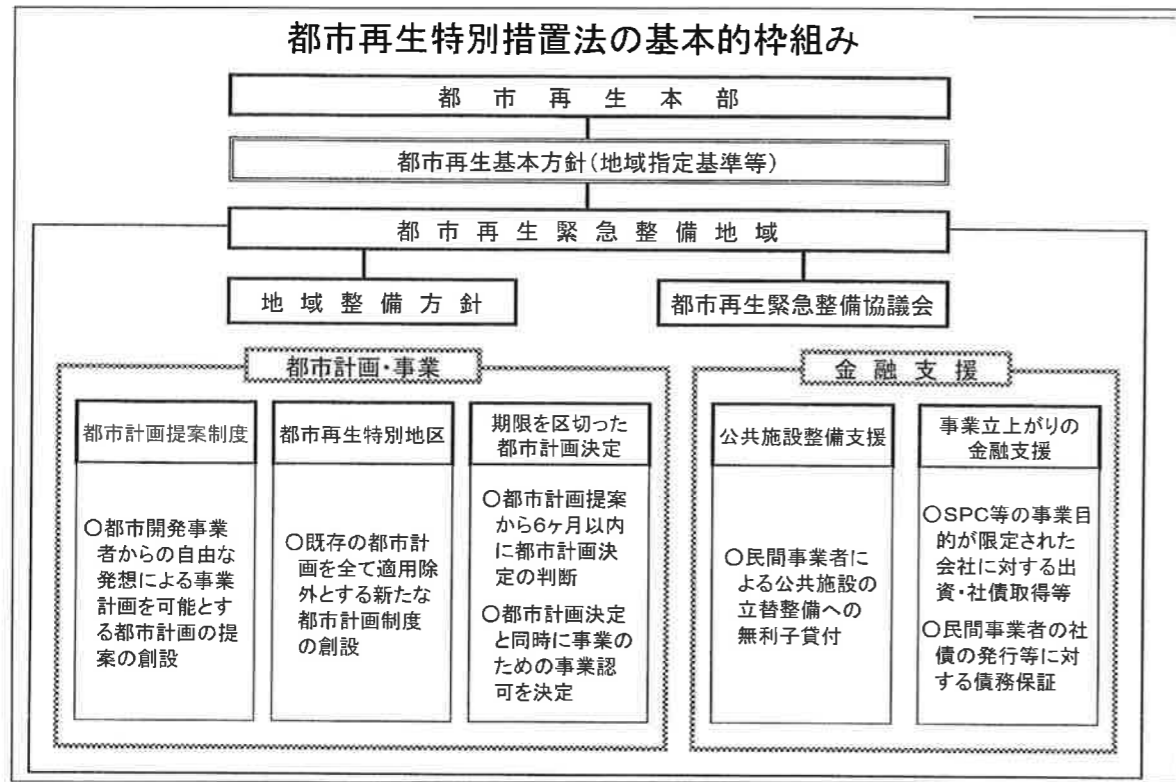 都市再生特別措置法の基本的枠組み
都市再生本部
都市再生基本方針(地域指定基準等)
都市再生緊急整備地域
地域整備方針
都市再生緊急整備協議会
都市計画・事業
都市計画提案制度
○都市開発事業
者からの自由な
発想による事業
計画を可能とす
る都市計画の提
案の創設
都市再生特別地区
○既存の都市計
画を全て適用除
外とする新たな
都市計画制度
の創設
期限を区切った
都市計画決定
○都市計画提案
から6ヶ月以内
に都市計画決
定の判断
○都市計画決定
と同時に事業の
ための事業認
可を決定
金融支援
公共施設整備支援
○民間事業者に
よる公共施設の
立替整備への
無利子貸付
事業立上がりの
金融支援
○SPC等の事業目
的が限定された
会社に対する出
資・社債取得等
○民間事業者の社
債の発行等に対
する債務保証